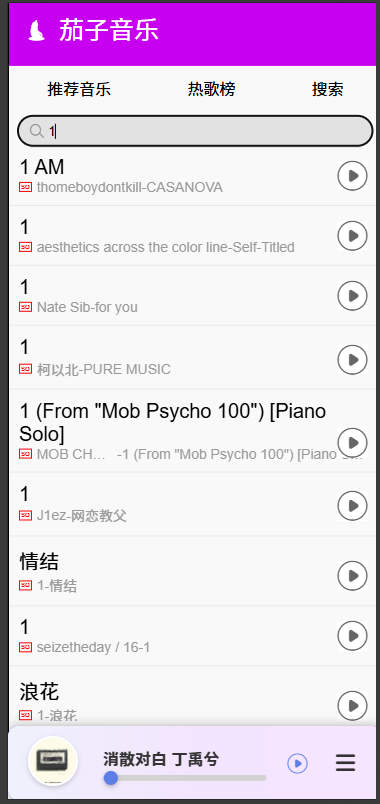 茄子音乐
推荐音乐 热歌榜 搜索
1
1 AM
SQ thomeboydontkill-CASANOVA
1
SQ aesthetics across the color line-Self-Titled
1
SQ Nate Sib-for you
1
SQ 柯以北-PURE MUSIC
1 (From "Mob Psycho 100") [Piano
Solo]
SQ MOB CH... -1 (From "Mob Psycho 100") [Piano S...
1
SQ J1ez-网恋教父
情结
SQ 1-情结
1
SQ seizetheday / 16-1
浪花
SQ 1-浪花
消散对白 丁禹兮